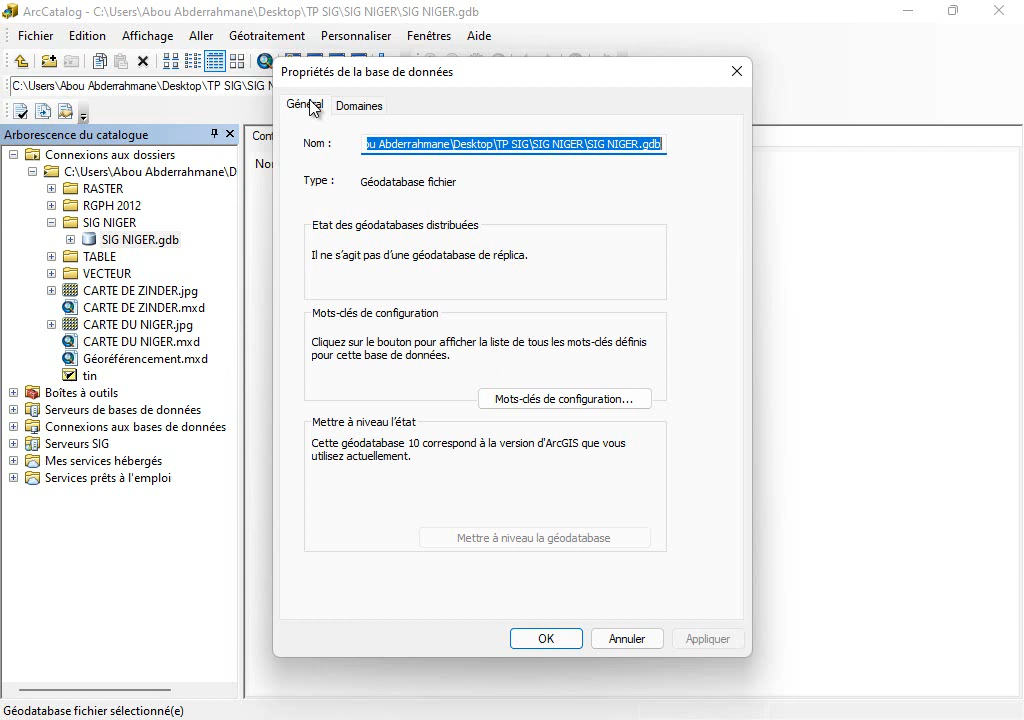 ArcCatalog - C:\Users\Abou Abderrahmane\Desktop\TP SIG\SIG NIGER\SIG NIGER.gdb
Fichier Edition Affichage Aller Géotraitement Personnaliser Fenêtres Aide
C:\Users\Abou Abderrahmane\Desktop\TP SIG\SIG N
Arborescence du catalogue
Connexions aux dossiers
C:\Users\Abou Abderrahmane\D
RASTER
RGPH 2012
SIG NIGER
SIG NIGER.gdb
TABLE
VECTEUR
CARTE DE ZINDER.jpg
CARTE DE ZINDER.mxd
CARTE DU NIGER.jpg
CARTE DU NIGER.mxd
Géoréférencement.mxd
tin
Boîtes à outils
Serveurs de bases de données
Connexions aux bases de données
Serveurs SIG
Mes services hébergés
Services prêts à l'emploi
Con
No
Propriétés de la base de données
Général Domaines
Nom : ou Abderrahmane\Desktop\TP SIG\SIG NIGER\SIG NIGER.gdb
Type : Géodatabase fichier
Etat des géodatabases distribuées
Il ne s'agit pas d'une géodatabase de réplica.
Mots-clés de configuration
Cliquez sur le bouton pour afficher la liste de tous les mots-clés définis
pour cette base de données.
Mots-clés de configuration...
Mettre à niveau l'état
Cette géodatabase 10 correspond à la version d'ArcGIS que vous
utilisez actuellement.
Mettre à niveau la géodatabase
OK Annuler Appliquer
Géodatabase fichier sélectionné(e)